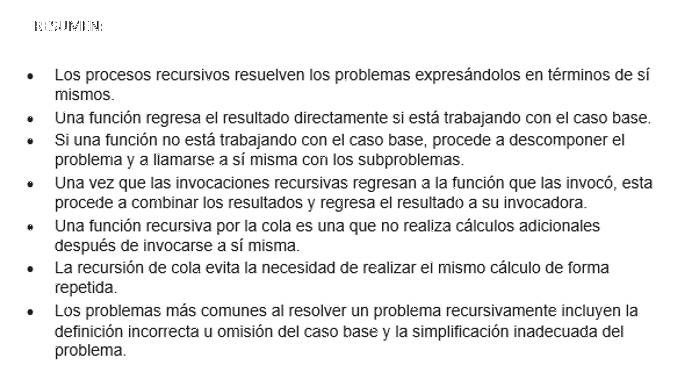 RESUMEN:
• Los procesos recursivos resuelven los problemas expresándolos en términos de sí
mismos.
• Una función regresa el resultado directamente si está trabajando con el caso base.
• Si una función no está trabajando con el caso base, procede a descomponer el
problema y a llamarse a sí misma con los subproblemas.
• Una vez que las invocaciones recursivas regresan a la función que las invocó, esta
procede a combinar los resultados y regresa el resultado a su invocadora.
• Una función recursiva por la cola es una que no realiza cálculos adicionales
después de invocarse a sí misma.
• La recursión de cola evita la necesidad de realizar el mismo cálculo de forma
repetida.
• Los problemas más comunes al resolver un problema recursivamente incluyen la
definición incorrecta u omisión del caso base y la simplificación inadecuada del
problema.